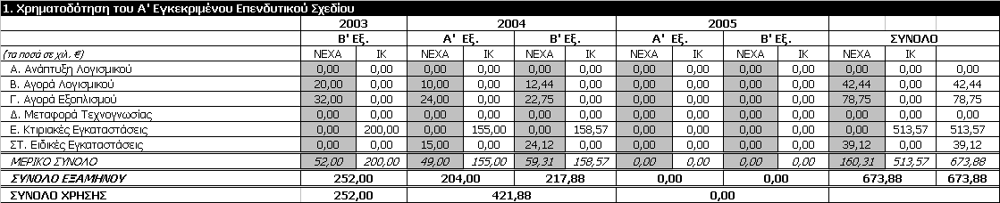 1. Χρηματοδότηση του Α' Εγκεκριμένου Επενδυτικού Σχεδίου
2003 2004 2005
Β' Εξ. Α' Εξ. Β' Εξ. Α' Εξ. Β' Εξ. ΣΥΝΟΛΟ
(τα ποσά σε χιλ. €) ΝΕΧΑ ΙΚ ΝΕΧΑ ΙΚ ΝΕΧΑ ΙΚ ΝΕΧΑ ΙΚ ΝΕΧΑ ΙΚ ΝΕΧΑ ΙΚ
Α. Ανάπτυξη Λογισμικού 0,00 0,00 0,00 0,00 0,00 0,00 0,00 0,00 0,00 0,00 0,00 0,00 0,00
Β. Αγορά Λογισμικού 20,00 0,00 10,00 0,00 12,44 0,00 0,00 0,00 0,00 0,00 42,44 0,00 42,44
Γ. Αγορά Εξοπλισμού 32,00 0,00 24,00 0,00 22,75 0,00 0,00 0,00 0,00 0,00 78,75 0,00 78,75
Δ. Μεταφορά Τεχνογνωσίας 0,00 0,00 0,00 0,00 0,00 0,00 0,00 0,00 0,00 0,00 0,00 0,00 0,00
Ε. Κτιριακές Εγκαταστάσεις 0,00 200,00 0,00 155,00 0,00 158,57 0,00 0,00 0,00 0,00 0,00 513,57 513,57
ΣΤ. Ειδικές Εγκαταστάσεις 0,00 0,00 15,00 0,00 24,12 0,00 0,00 0,00 0,00 0,00 39,12 0,00 39,12
ΜΕΡΙΚΟ ΣΥΝΟΛΟ 52,00 200,00 49,00 155,00 59,31 158,57 0,00 0,00 0,00 0,00 160,31 513,57 673,88
ΣΥΝΟΛΟ ΕΞΑΜΗΝΟΥ 252,00 204,00 217,88 0,00 0,00 673,88 673,88
ΣΥΝΟΛΟ ΧΡΗΣΗΣ 252,00 421,88 0,00